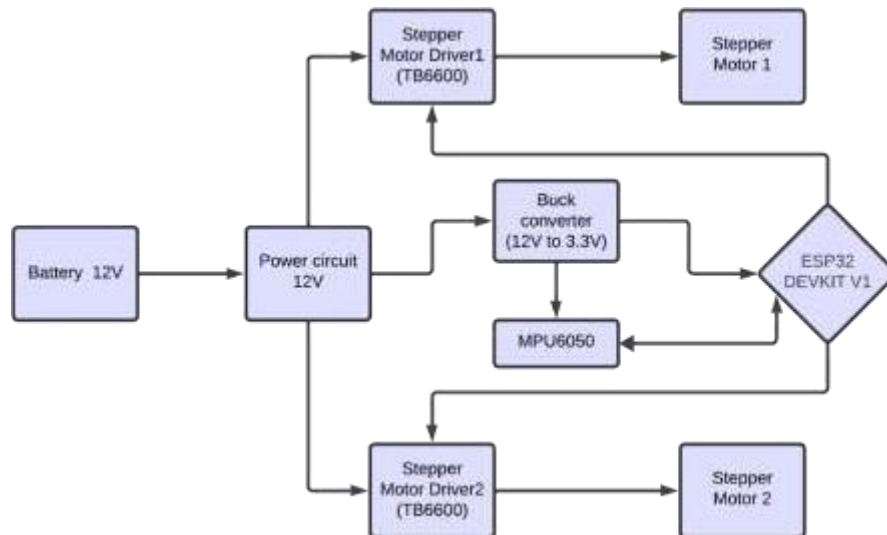 Stepper
Motor Driver1
(TB6600)
Stepper
Motor 1
Buck
converter
(12V to 3.3V)
Battery 12V
Power circuit
12V
ESP32
DEVKIT V1
MPU6050
Stepper
Motor Driver2
(TB6600)
Stepper
Motor 2